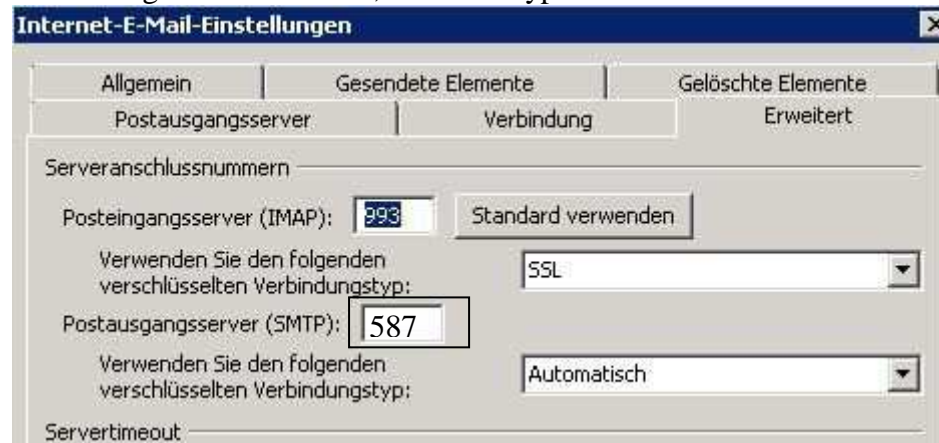 Internet-E-Mail-Einstellungen
Allgemein Gesendete Elemente Gelöschte Elemente
Postausgangsserver Verbindung Erweitert
Serveranschlussnummern
Posteingangsserver (IMAP): 993 Standard verwenden
Verwenden Sie den folgenden
verschlüsselten Verbindungstyp: SSL
Postausgangsserver (SMTP): 587
Verwenden Sie den folgenden
verschlüsselten Verbindungstyp: Automatisch
Servertimeout